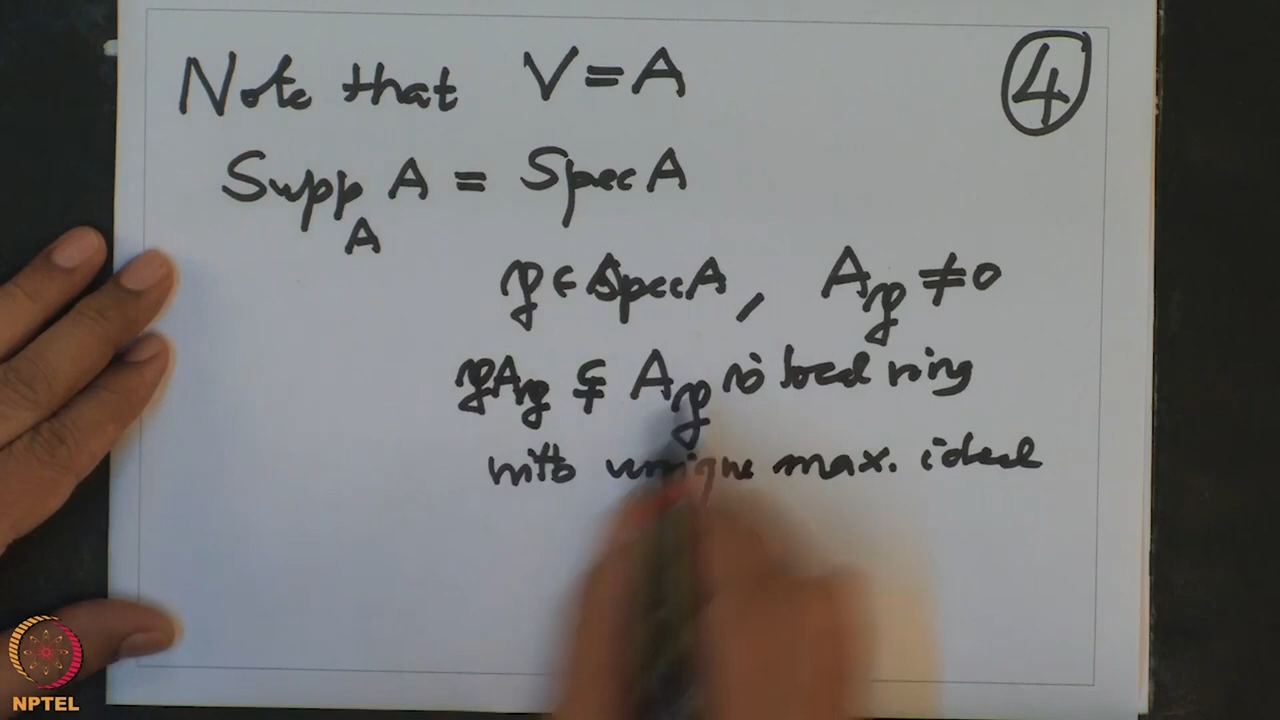 Note that V = A
④
Supp_A A = Spec A
𝔭 ∈ Spec A, A_𝔭 ≠ 0
𝔭A_𝔭 ⊊ A_𝔭 is local ring
with unique max. ideal
NPTEL